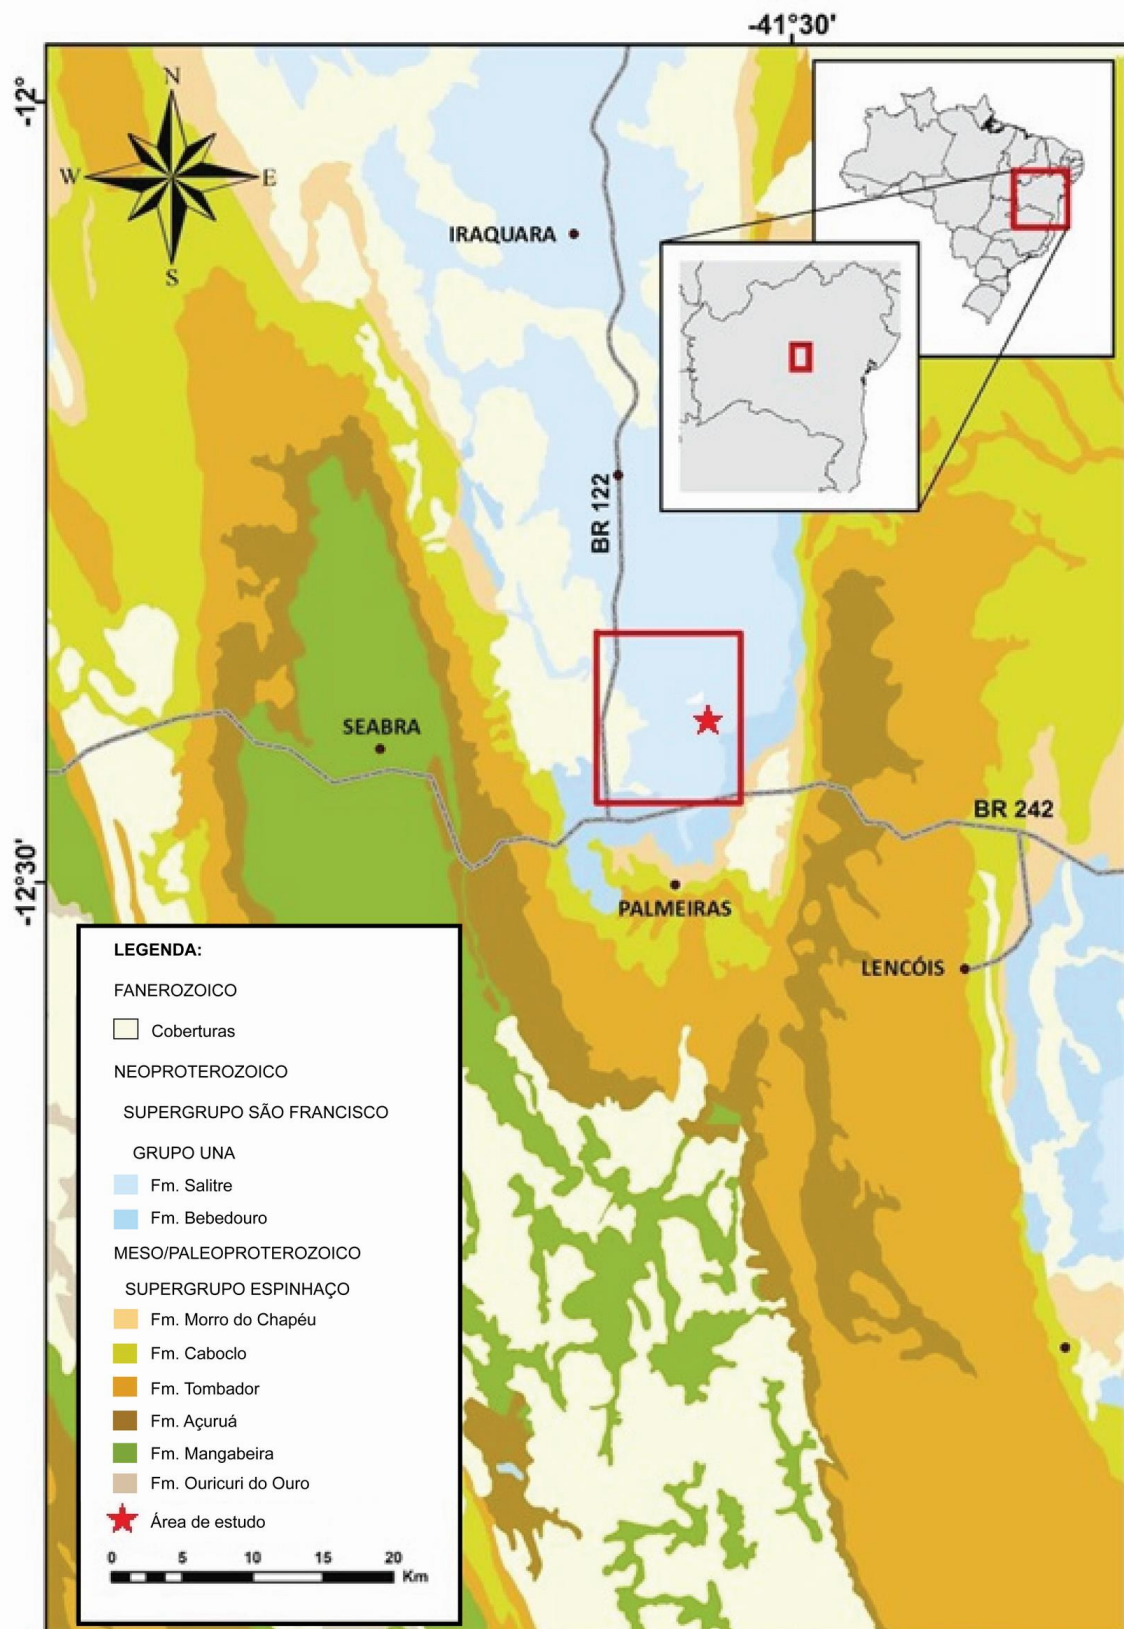 -41°30'
-12°
N
W
E
S
IRAQUARA
BR 122
SEABRA
BR 242
-12°30'
PALMEIRAS
LENCÓIS
LEGENDA:
FANEROZOICO
Coberturas
NEOPROTEROZOICO
SUPERGRUPO SÃO FRANCISCO
GRUPO UNA
Fm. Salitre
Fm. Bebedouro
MESO/PALEOPROTEROZOICO
SUPERGRUPO ESPINHAÇO
Fm. Morro do Chapéu
Fm. Caboclo
Fm. Tombador
Fm. Açuruá
Fm. Mangabeira
Fm. Ouricuri do Ouro
Área de estudo
0 5 10 15 20
Km